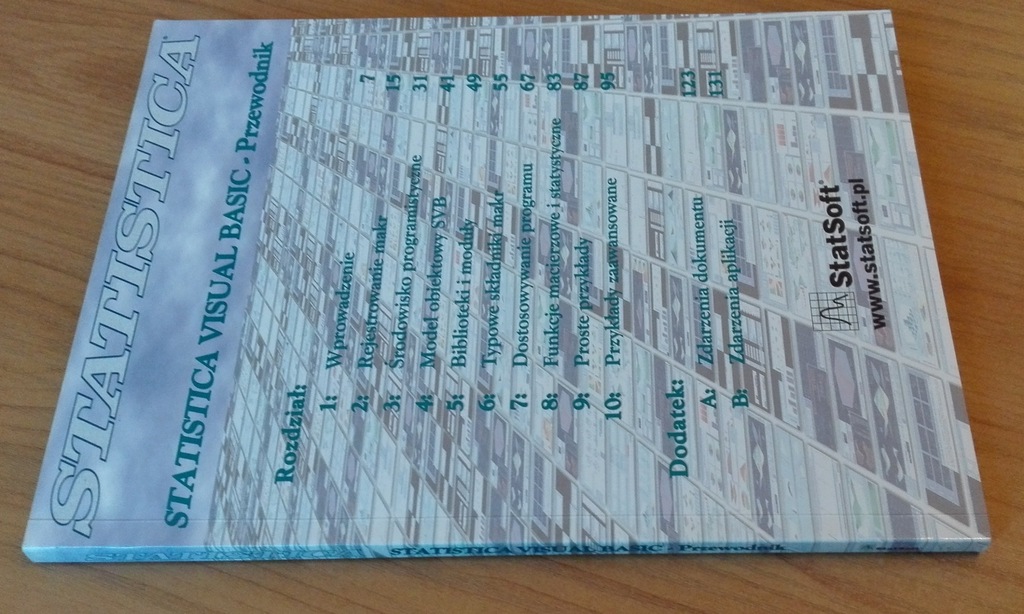 STATISTICA®
STATISTICA VISUAL BASIC - Przewodnik
Rozdział:
1: Wprowadzenie 7
2: Rejestrowanie makr 15
3: Środowisko programistyczne 31
4: Model obiektowy SVB 41
5: Biblioteki i moduły 49
6: Typowe składniki makr 55
7: Dostosowywanie programu 67
8: Funkcje macierzowe i statystyczne 83
9: Proste przykłady 87
10: Przykłady zaawansowane 95
Dodatek:
A: Zdarzenia dokumentu 123
B: Zdarzenia aplikacji 131
StatSoft®
www.statsoft.pl
STATISTICA VISUAL BASIC - Przewodnik